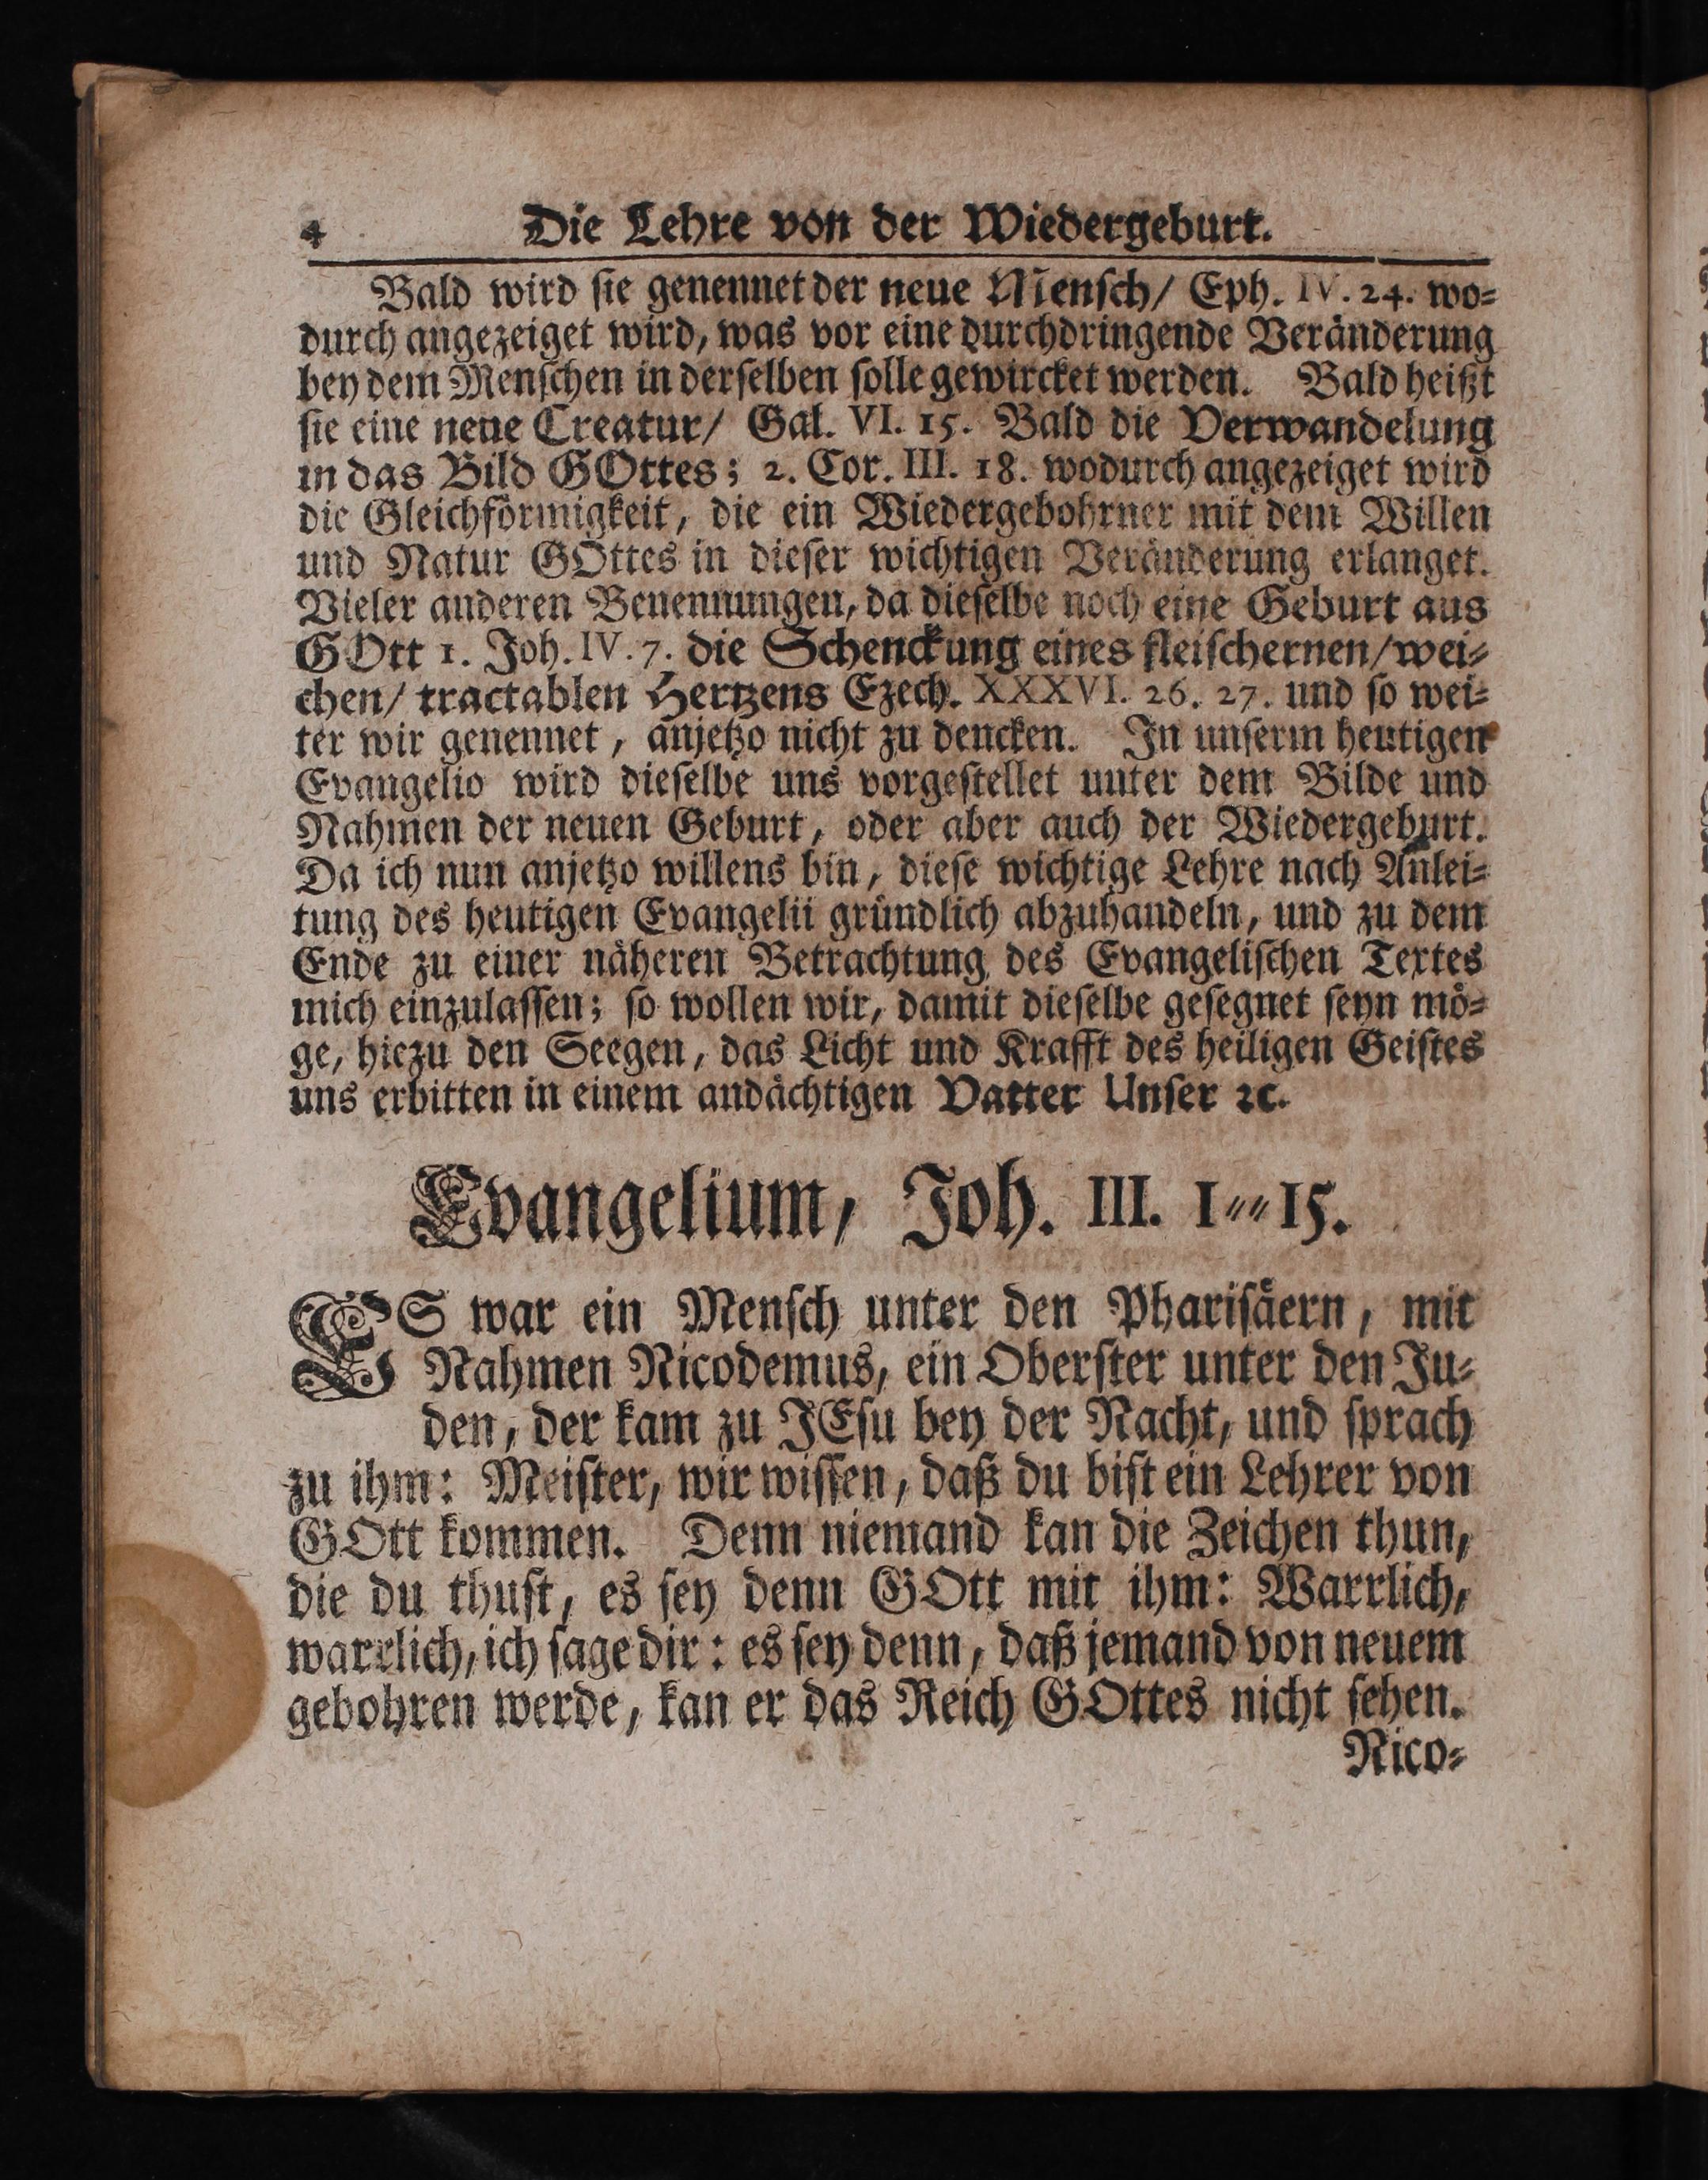 4 Die Lehre von der Wiedergeburt.
Bald wird sie genennet der neue Mensch/ Eph. IV. 24. wo=
durch angezeiget wird, was vor eine durchdringende Veränderung
bey dem Menschen in derselben solle gewircket werden. Bald heißt
sie eine neue Creatur/ Gal. VI. 15. Bald die Verwandelung
in das Bild GOttes; 2. Cor. III. 18. wodurch angezeiget wird
die Gleichförmigkeit, die ein Wiedergebohrner mit dem Willen
und Natur GOttes in dieser wichtigen Veränderung erlanget.
Vieler anderen Benennungen, da dieselbe noch eine Geburt aus
GOtt 1. Joh. IV. 7. die Schenckung eines fleischernen/wei=
chen/ tractablen Hertzens Ezech. XXXVI. 26. 27. und so wei=
ter wir genennet, anjetzo nicht zu dencken. In unserm heutigen
Evangelio wird dieselbe uns vorgestellet unter dem Bilde und
Nahmen der neuen Geburt, oder aber auch der Wiedergeburt.
Da ich nun anjetzo willens bin, diese wichtige Lehre nach Anlei=
tung des heutigen Evangelii gründlich abzuhandeln, und zu dem
Ende zu einer näheren Betrachtung des Evangelischen Textes
mich einzulassen; so wollen wir, damit dieselbe gesegnet seyn mö=
ge, hiezu den Seegen, das Licht und Krafft des heiligen Geistes
uns erbitten in einem andächtigen Vatter Unser ꝛc.
Evangelium, Joh. III. 1==15.
ES war ein Mensch unter den Pharisäern, mit
Nahmen Nicodemus, ein Oberster unter den Ju=
den, der kam zu JEsu bey der Nacht, und sprach
zu ihm: Meister, wir wissen, daß du bist ein Lehrer von
GOtt kommen. Denn niemand kan die Zeichen thun,
die du thust, es sey denn GOtt mit ihm: Warrlich,
warrlich, ich sage dir: es sey denn, daß jemand von neuem
gebohren werde, kan er das Reich GOttes nicht sehen.
Nico=